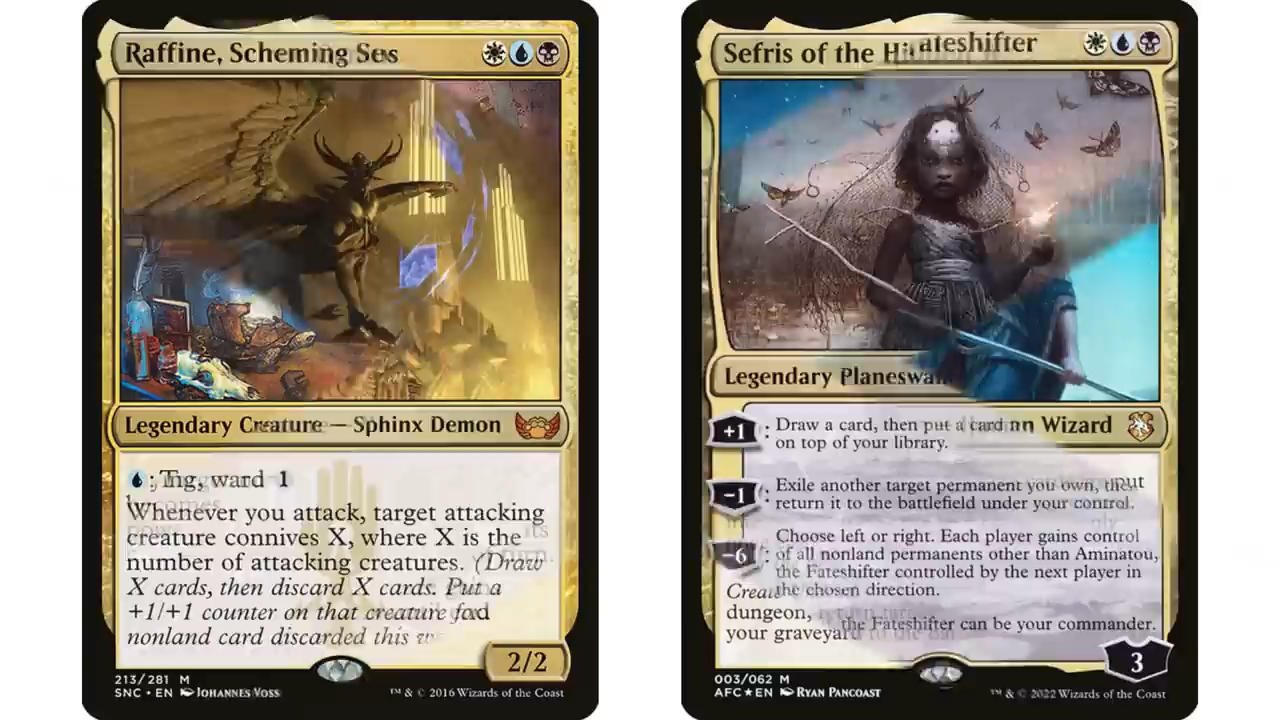 Raffine, Scheming
Legendary Creature — Sphinx Demon
ward 1
Whenever you attack, target attacking
creature connives X, where X is the
number of attacking creatures. (Draw
X cards, then discard X cards. Put a
+1/+1 counter on that creature
nonland card discarded this
2/2
213/281 M
SNC • EN JOHANNES VOSS
™ & © 2016 Wizards of the Coast
Sefris of the
ateshifter
Legendary
Wizard
+1 : Draw a card, then put a card
on top of your library.
−1 : Exile another target permanent you own,
return it to the battlefield under your control.
−6 : Choose left or right. Each player gains control
of all nonland permanents other than Aminatou,
the Fateshifter controlled by the next player in
the chosen direction.
dungeon,
your graveyard
the Fateshifter can be your commander.
3
003/062 M
AFC ★ EN RYAN PANCOAST
™ & © 2022 Wizards of the Coast